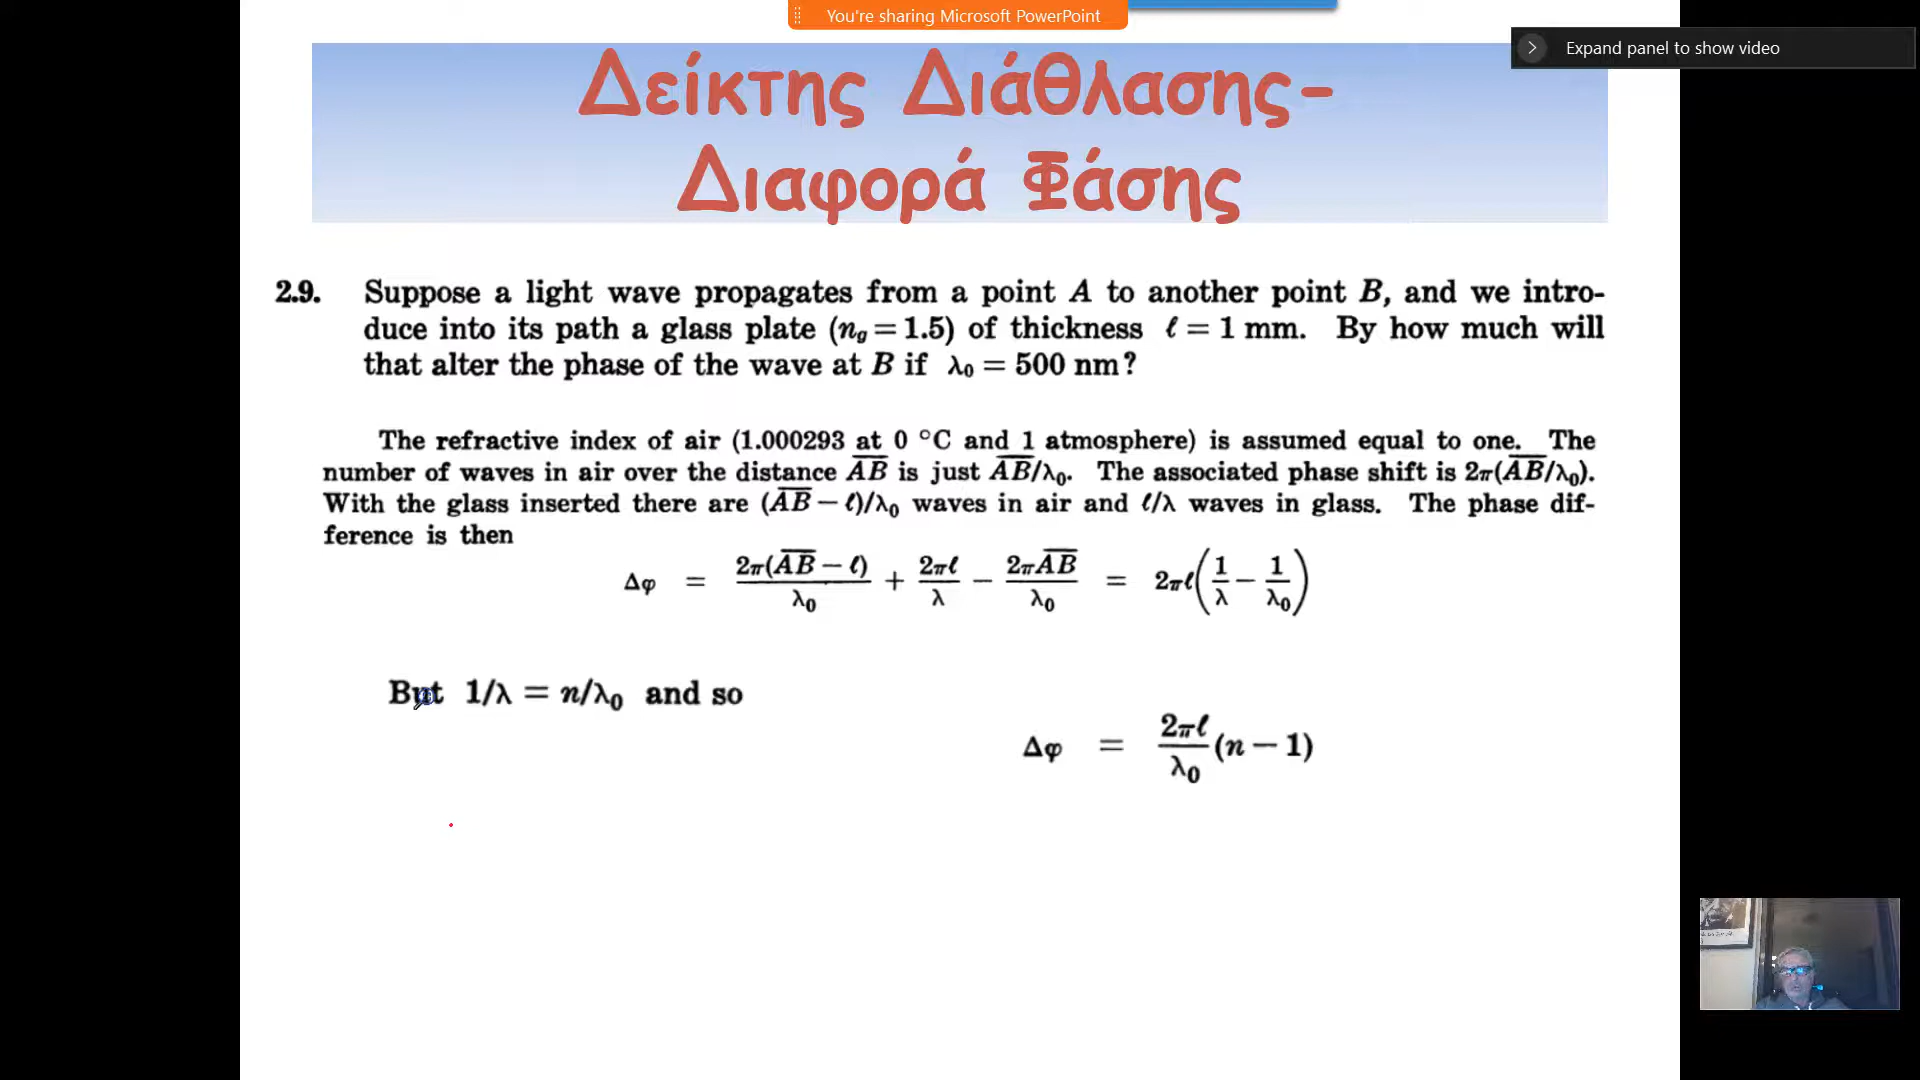 You're sharing Microsoft PowerPoint
Expand panel to show video
Δείκτης Διάθλασης-
Διαφορά Φάσης
2.9. Suppose a light wave propagates from a point A to another point B, and we intro-
duce into its path a glass plate (n_g = 1.5) of thickness ℓ = 1 mm. By how much will
that alter the phase of the wave at B if λ₀ = 500 nm?
The refractive index of air (1.000293 at 0 °C and 1 atmosphere) is assumed equal to one. The
number of waves in air over the distance A̅B̅ is just A̅B̅/λ₀. The associated phase shift is 2π(A̅B̅/λ₀).
With the glass inserted there are (A̅B̅ − ℓ)/λ₀ waves in air and ℓ/λ waves in glass. The phase dif-
ference is then
Δφ = 2π(A̅B̅ − ℓ)/λ₀ + 2πℓ/λ − 2πA̅B̅/λ₀ = 2πℓ(1/λ − 1/λ₀)
But 1/λ = n/λ₀ and so
Δφ = 2πℓ/λ₀ (n − 1)